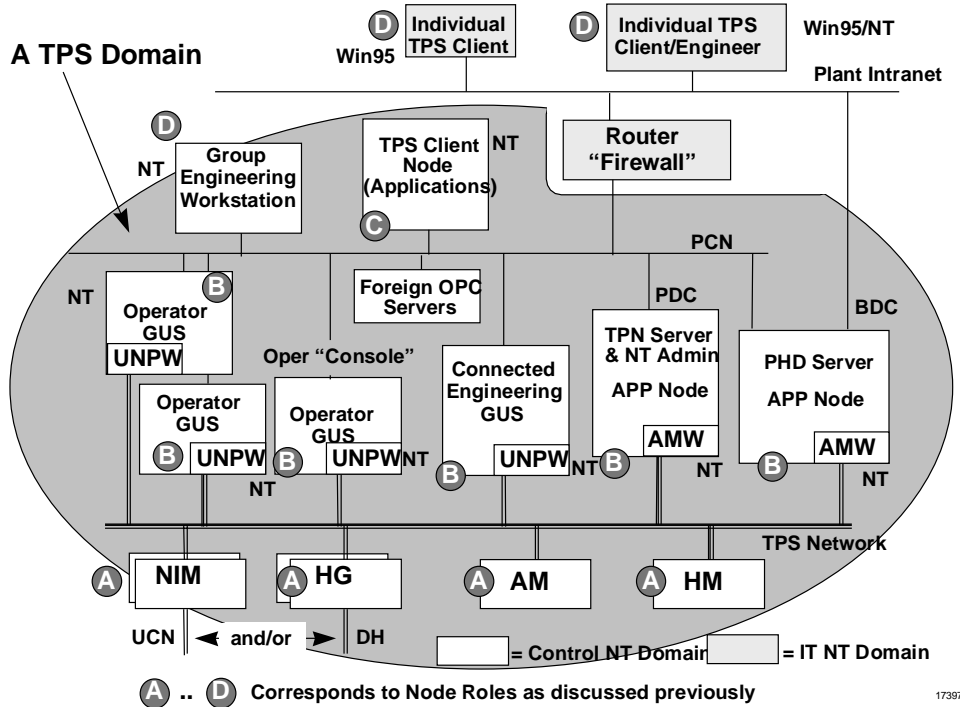 D
Individual
TPS Client
Win95
D
Individual TPS
Client/Engineer
Win95/NT
A TPS Domain
Plant Intranet
D
NT
Group
Engineering
Workstation
TPS Client
Node
(Applications)
NT
C
Router
“Firewall”
PCN
NT
B
Operator
GUS
UNPW
Foreign OPC
Servers
PDC
BDC
Oper “Console”
Operator
GUS
B
UNPW
NT
Operator
GUS
B
UNPW
NT
Connected
Engineering
GUS
B
UNPW
NT
TPN Server
& NT Admin
APP Node
AMW
B
NT
PHD Server
APP Node
AMW
B
NT
TPS Network
A
NIM
A
HG
A
AM
A
HM
UCN
and/or
DH
= Control NT Domain
= IT NT Domain
A .. D Corresponds to Node Roles as discussed previously
17397